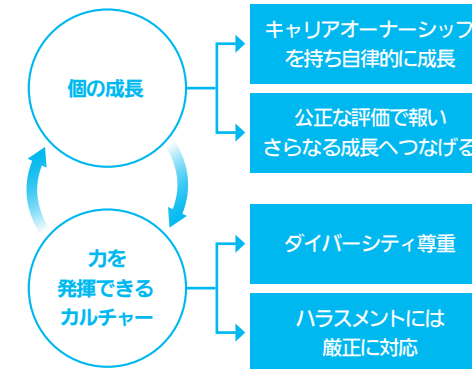 個の成長
キャリアオーナーシップ
を持ち自律的に成長
公正な評価で報い
さらなる成長へつなげる
力を
発揮できる
カルチャー
ダイバーシティ尊重
ハラスメントには
厳正に対応